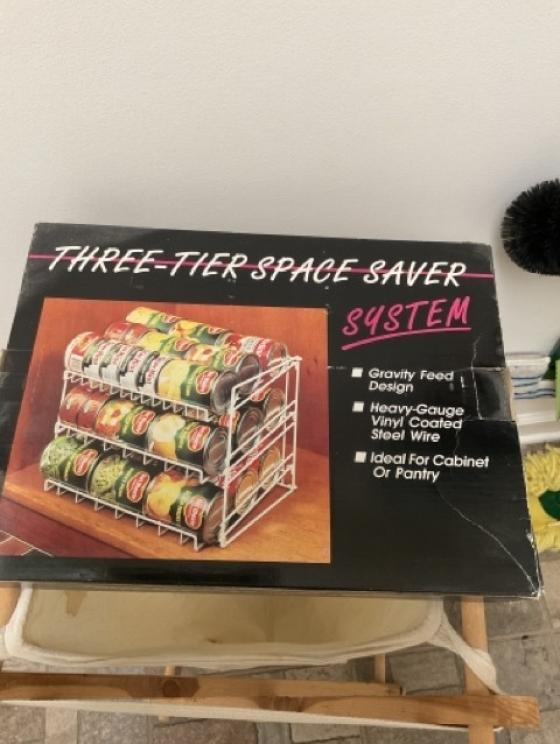 THREE-TIER SPACE SAVER
SYSTEM
Gravity Feed
Design
Heavy-Gauge
Vinyl Coated
Steel Wire
Ideal For Cabinet
Or Pantry